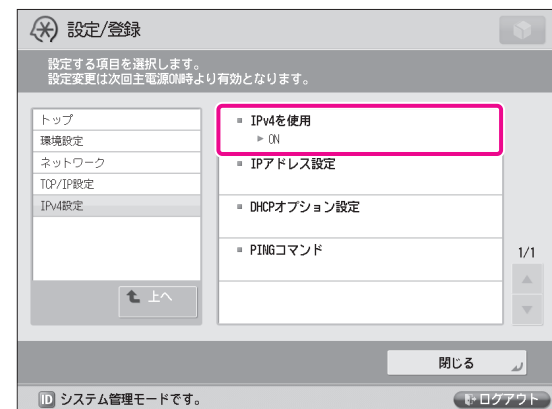 設定/登録
設定する項目を選択します。
設定変更は次回主電源ON時より有効となります。
トップ
環境設定
ネットワーク
TCP/IP設定
IPv4設定
上へ
IPv4を使用
► ON
IPアドレス設定
DHCPオプション設定
PINGコマンド
1/1
閉じる
ID システム管理モードです。
ログアウト